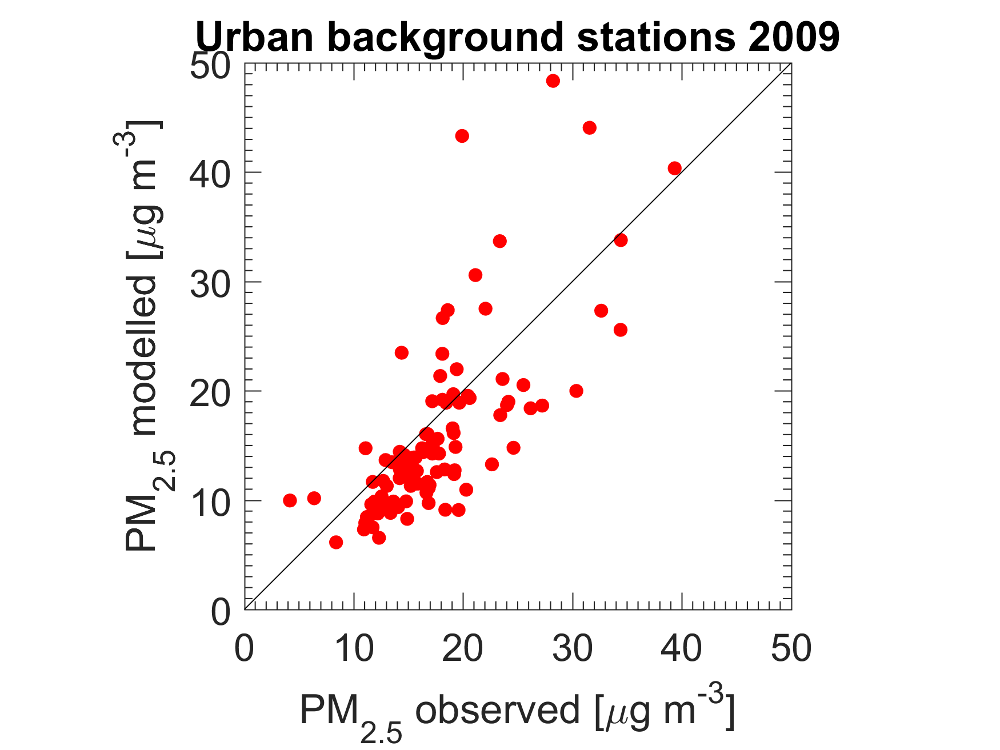 Urban background stations 2009
50
40
30
20
10
0
PM2.5 modelled [μg m-3]
0 10 20 30 40 50
PM2.5 observed [μg m-3]